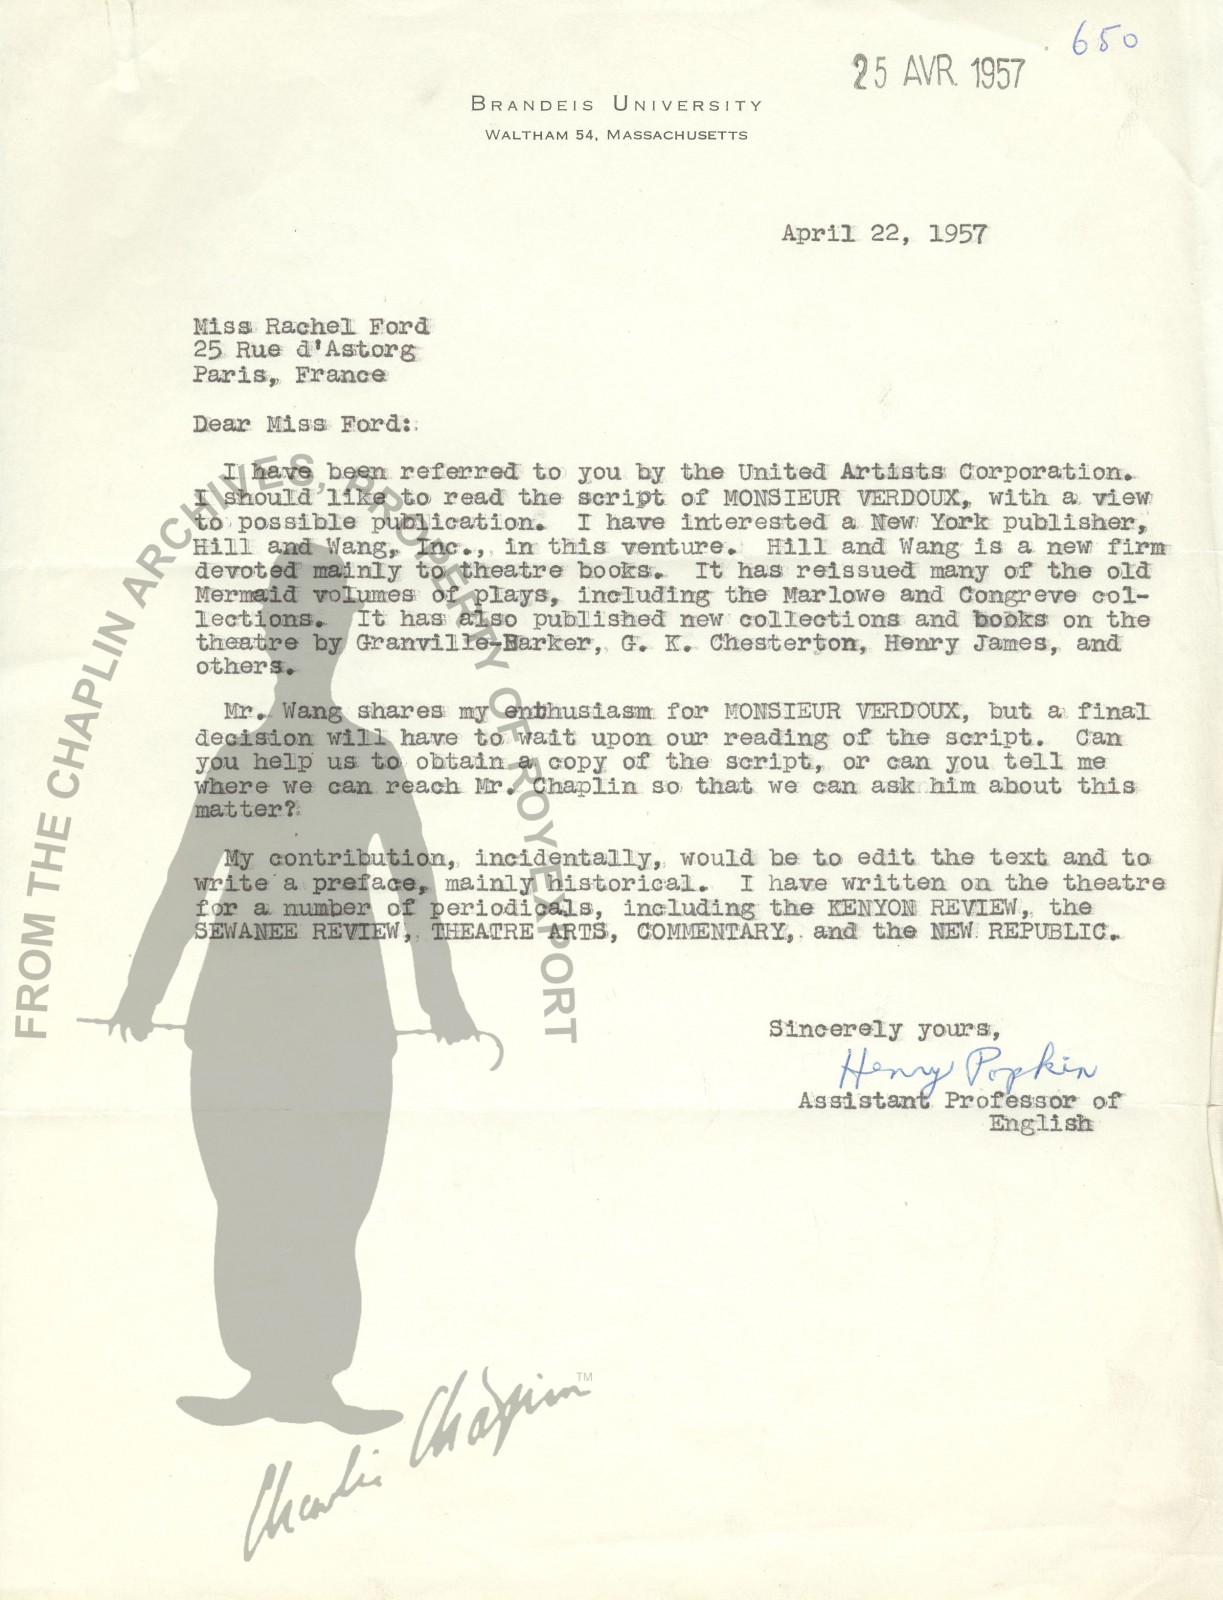 650
25 AVR. 1957
BRANDEIS UNIVERSITY
WALTHAM 54, MASSACHUSETTS
April 22, 1957
Miss Rachel Ford
25 Rue d'Astorg
Paris, France
Dear Miss Ford:
I have been referred to you by the United Artists Corporation.
I should like to read the script of MONSIEUR VERDOUX, with a view
to possible publication. I have interested a New York publisher,
Hill and Wang, Inc., in this venture. Hill and Wang is a new firm
devoted mainly to theatre books. It has reissued many of the old
Mermaid volumes of plays, including the Marlowe and Congreve col-
lections. It has also published new collections and books on the
theatre by Granville-Barker, G. K. Chesterton, Henry James, and
others.
Mr. Wang shares my enthusiasm for MONSIEUR VERDOUX, but a final
decision will have to wait upon our reading of the script. Can
you help us to obtain a copy of the script, or can you tell me
where we can reach Mr. Chaplin so that we can ask him about this
matter?
My contribution, incidentally, would be to edit the text and to
write a preface, mainly historical. I have written on the theatre
for a number of periodicals, including the KENYON REVIEW, the
SEWANEE REVIEW, THEATRE ARTS, COMMENTARY, and the NEW REPUBLIC.
Sincerely yours,
Henry Popkin
Assistant Professor of
English
FROM THE CHAPLIN ARCHIVES, PROPERTY OF ROY EXPORT
Charlie Chaplin TM